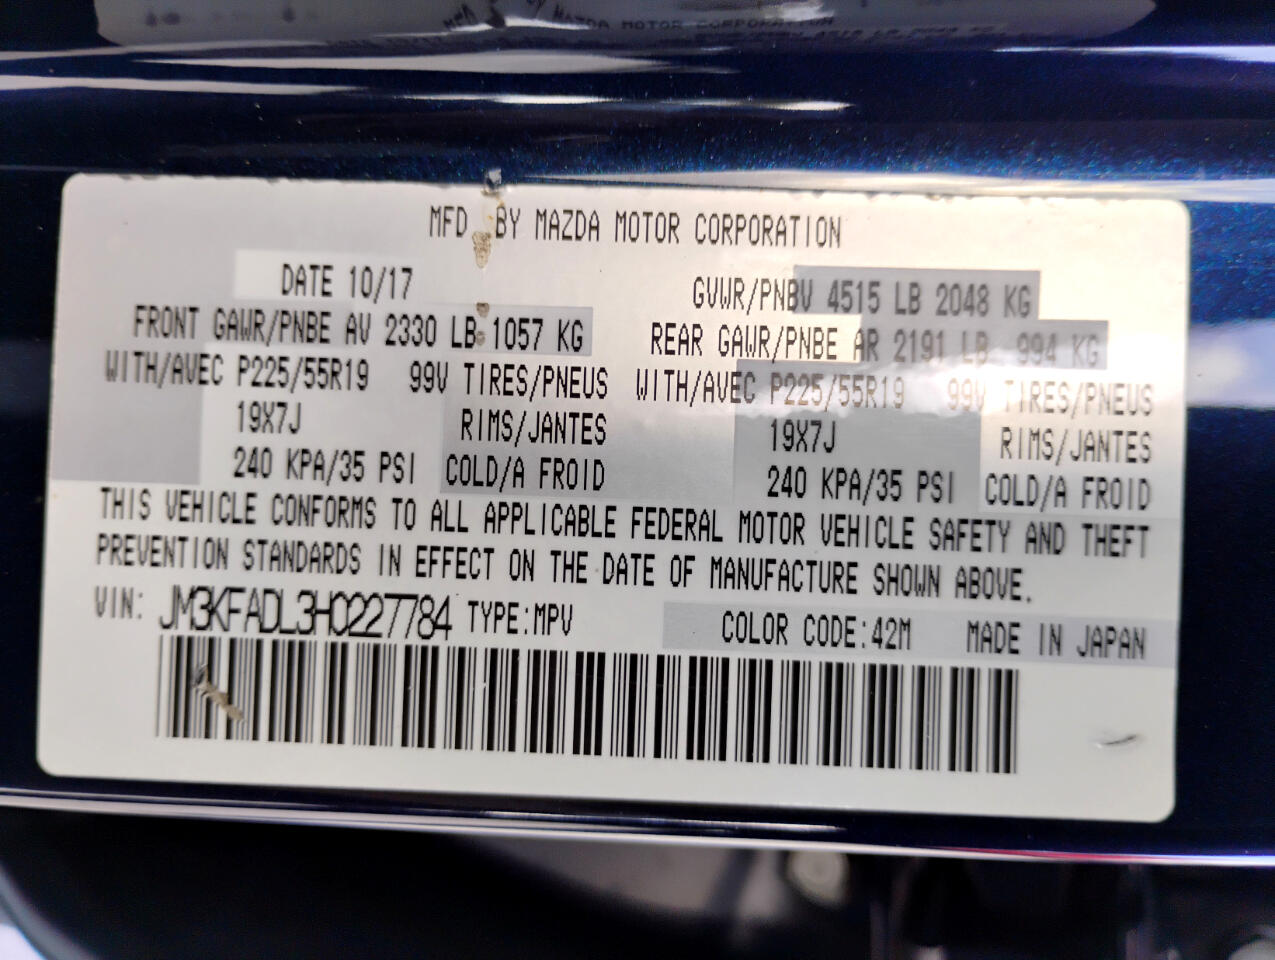 MFD BY MAZDA MOTOR CORPORATION
DATE 10/17 GVWR/PNBV 4515 LB 2048 KG
FRONT GAWR/PNBE AV 2330 LB 1057 KG REAR GAWR/PNBE AR 2191 LB 994 KG
WITH/AVEC P225/55R19 99V TIRES/PNEUS WITH/AVEC P225/55R19 99V TIRES/PNEUS
19X7J RIMS/JANTES 19X7J RIMS/JANTES
240 KPA/35 PSI COLD/A FROID 240 KPA/35 PSI COLD/A FROID
THIS VEHICLE CONFORMS TO ALL APPLICABLE FEDERAL MOTOR VEHICLE SAFETY AND THEFT
PREVENTION STANDARDS IN EFFECT ON THE DATE OF MANUFACTURE SHOWN ABOVE.
VIN: JM3KFADL3H0227784 TYPE:MPV COLOR CODE:42M MADE IN JAPAN